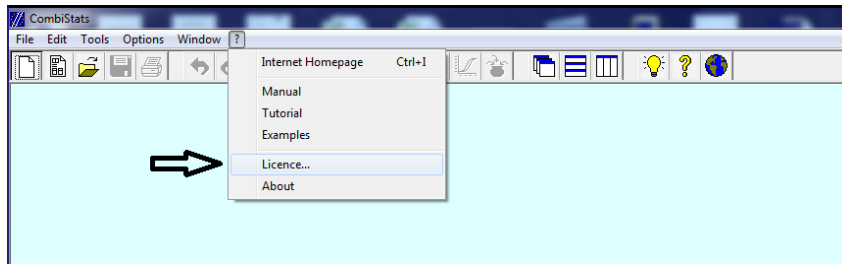 CombiStats
File Edit Tools Options Window ?
Internet Homepage Ctrl+I
Manual
Tutorial
Examples
Licence...
About